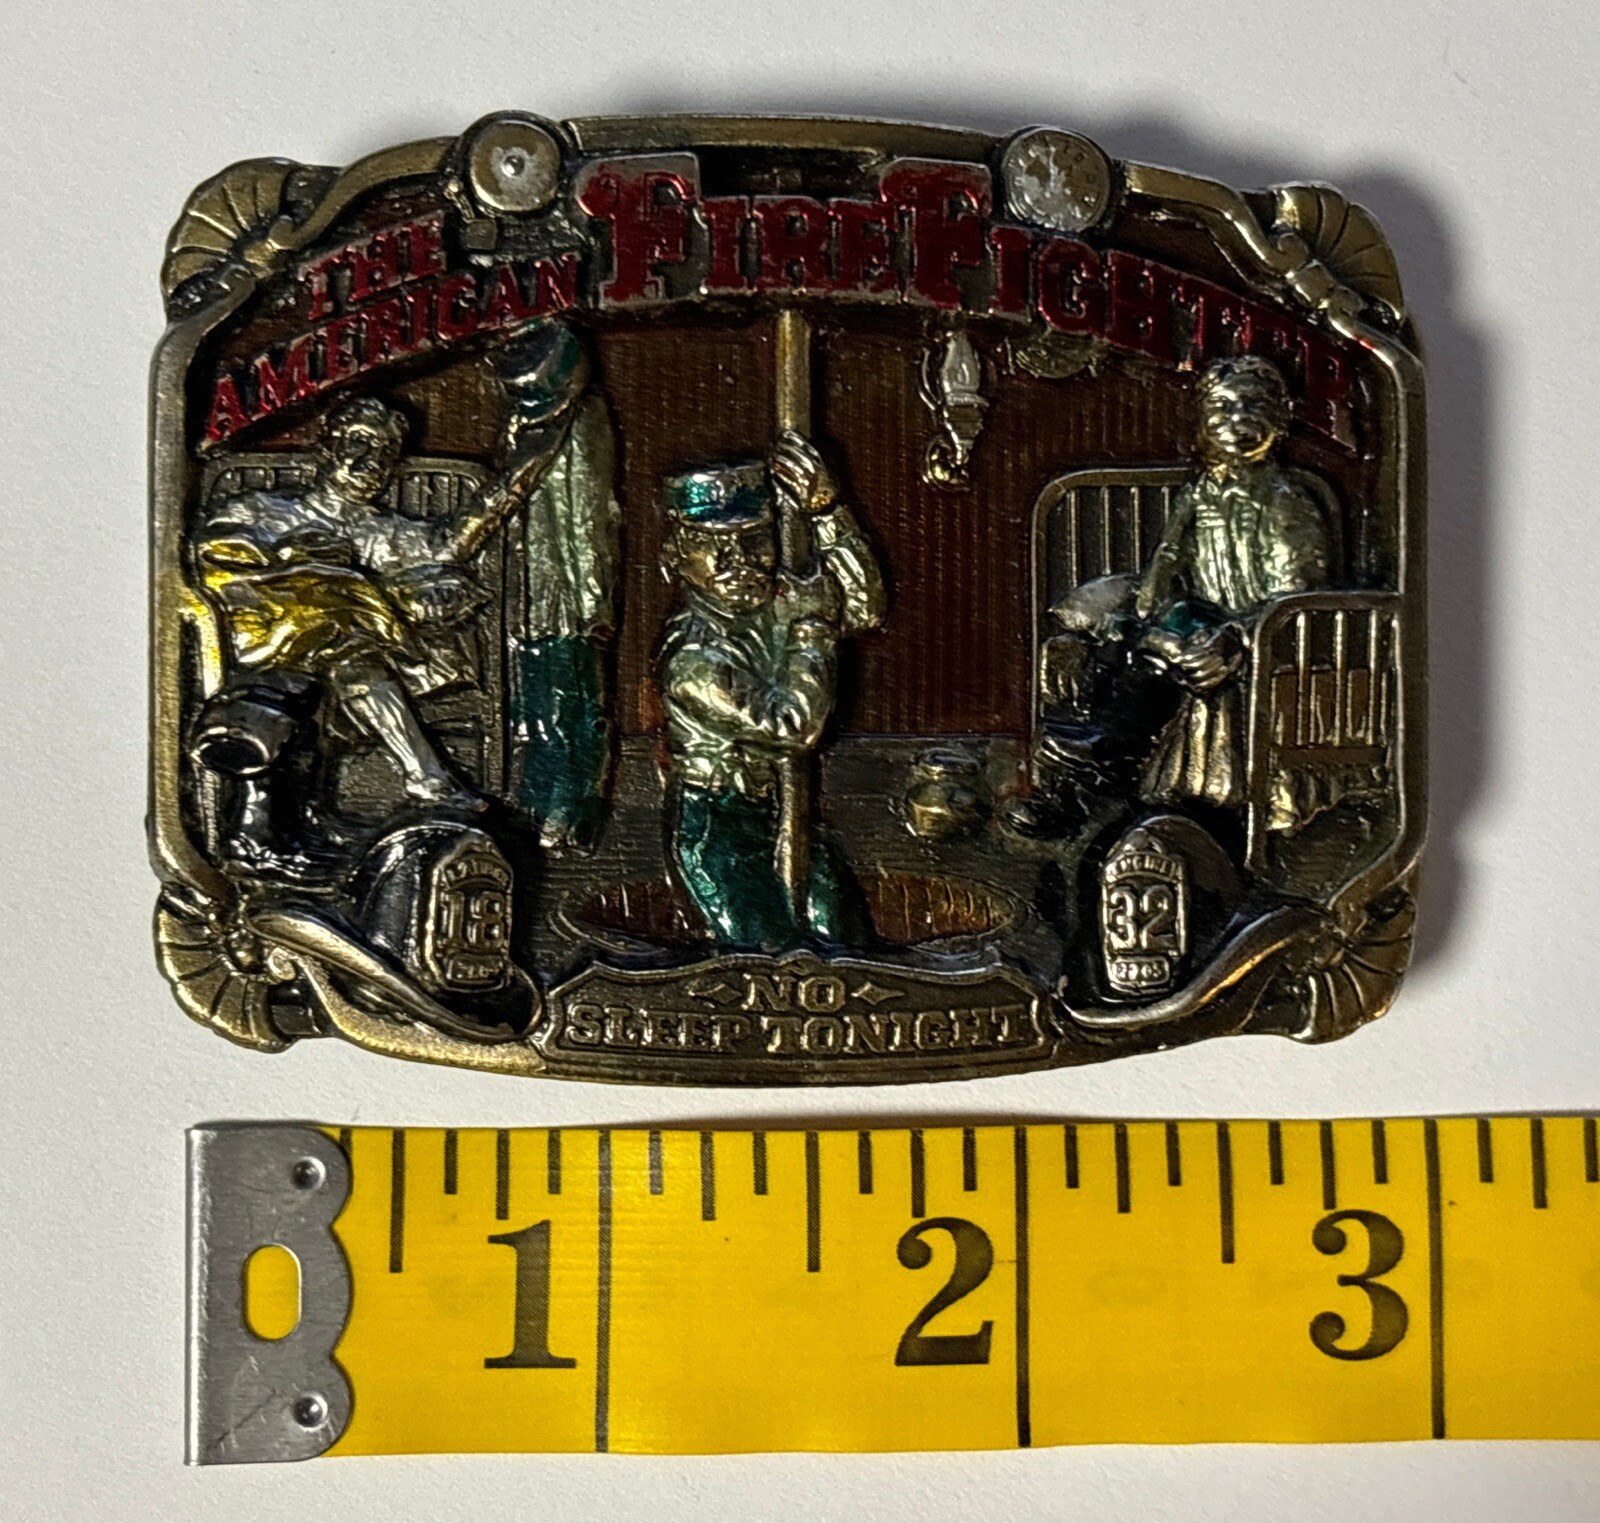 THE
AMERICAN FIREFIGHTER
18
32
NO
SLEEP TONIGHT
1 2 3